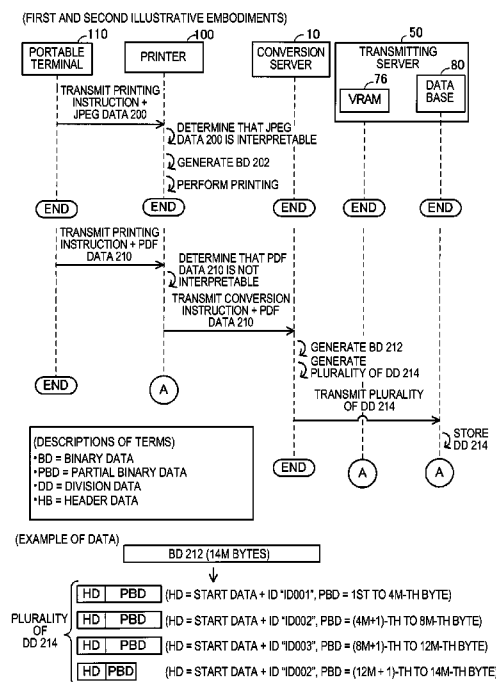 (FIRST AND SECOND ILLUSTRATIVE EMBODIMENTS)
110
PORTABLE
TERMINAL
100
PRINTER
10
CONVERSION
SERVER
50
TRANSMITTING
SERVER
76
VRAM
80
DATA
BASE
TRANSMIT PRINTING
INSTRUCTION +
JPEG DATA 200
DETERMINE THAT JPEG
DATA 200 IS INTERPRETABLE
GENERATE BD 202
PERFORM PRINTING
END
END
END
END
END
TRANSMIT PRINTING
INSTRUCTION + PDF
DATA 210
DETERMINE THAT PDF
DATA 210 IS NOT
INTERPRETABLE
TRANSMIT CONVERSION
INSTRUCTION + PDF
DATA 210
GENERATE BD 212
GENERATE
PLURALITY OF DD 214
END
A
TRANSMIT PLURALITY
OF DD 214
STORE
DD 214
END
A
A
(DESCRIPTIONS OF TERMS)
•BD = BINARY DATA
•PBD = PARTIAL BINARY DATA
•DD = DIVISION DATA
•HB = HEADER DATA
(EXAMPLE OF DATA)
BD 212 (14M BYTES)
PLURALITY
OF
DD 214
HD PBD (HD = START DATA + ID "ID001", PBD = 1ST TO 4M-TH BYTE)
HD PBD (HD = START DATA + ID "ID002", PBD = (4M+1)-TH TO 8M-TH BYTE)
HD PBD (HD = START DATA + ID "ID003", PBD = (8M+1)-TH TO 12M-TH BYTE)
HD PBD (HD = START DATA + ID "ID002", PBD = (12M + 1)-TH TO 14M-TH BYTE)